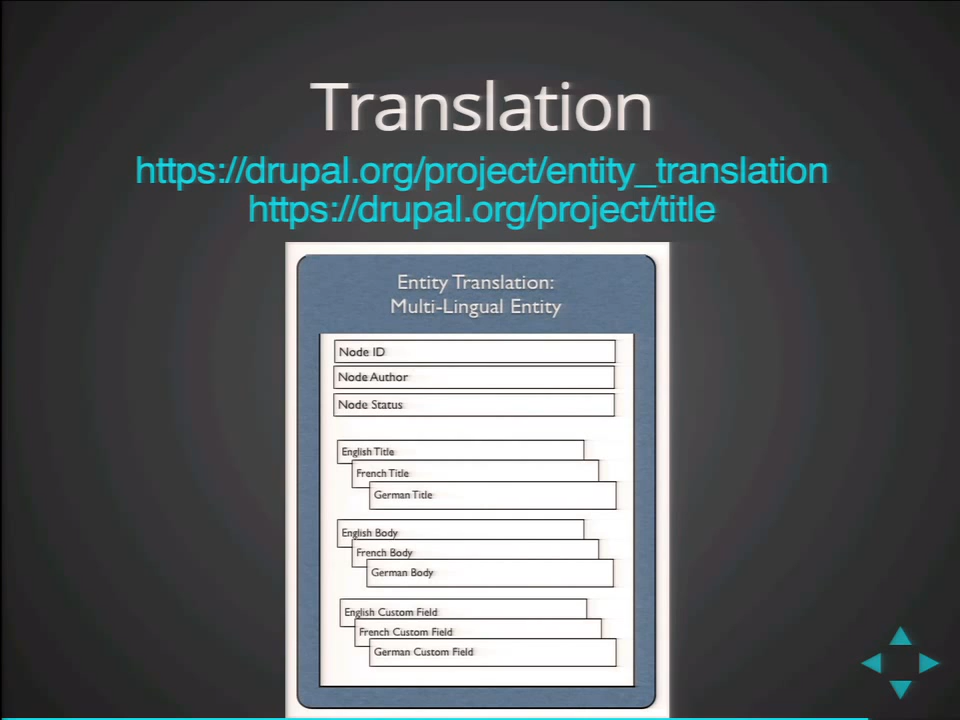 Translation
https://drupal.org/project/entity_translation
https://drupal.org/project/title
Entity Translation:
Multi-Lingual Entity
Node ID
Node Author
Node Status
English Title
French Title
German Title
English Body
French Body
German Body
English Custom Field
French Custom Field
German Custom Field